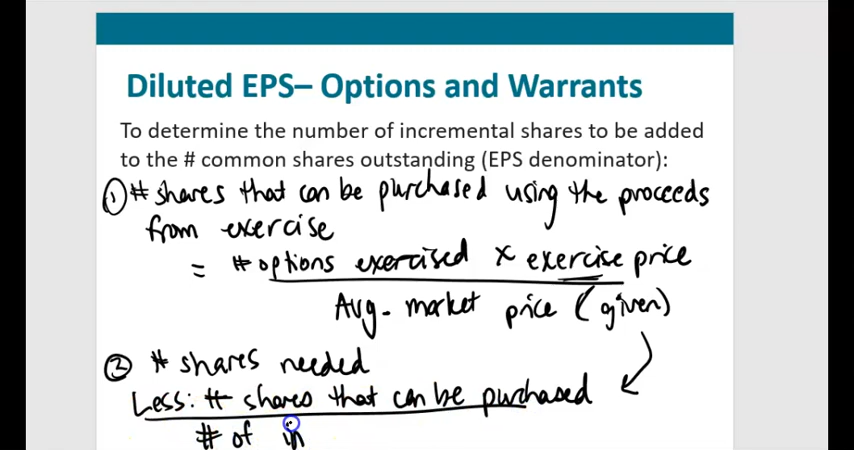 Diluted EPS– Options and Warrants
To determine the number of incremental shares to be added
to the # common shares outstanding (EPS denominator):
① # shares that can be purchased using the proceeds
from exercise
= # options exercised × exercise price
Avg. market price (given)
② # shares needed
Less: # shares that can be purchased
# of in